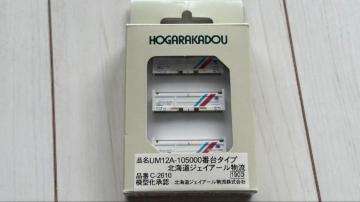 HOGARAKADOU
品名UM12A-105000番台タイプ
北海道ジェイアール物流
品番C-2610
1903
模型化承認 北海道ジェイアール物流株式会社